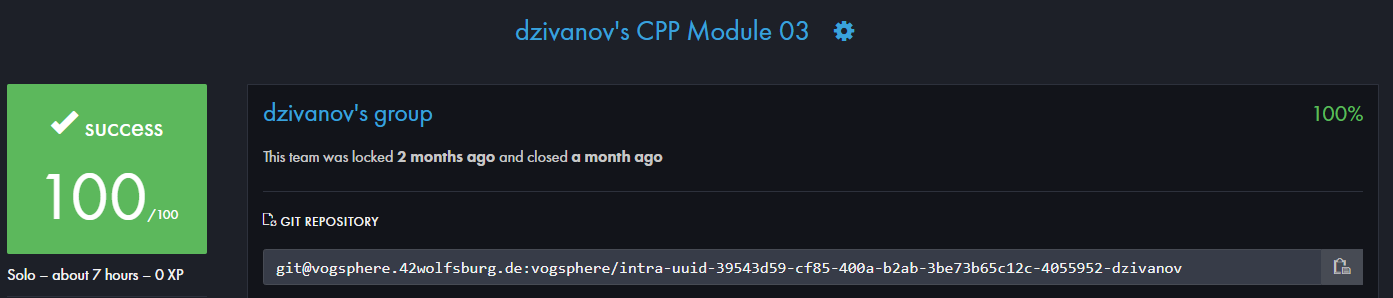 dzivanov's CPP Module 03
success
100/100
Solo – about 7 hours – 0 XP
dzivanov's group
100%
This team was locked 2 months ago and closed a month ago
GIT REPOSITORY
git@vogsphere.42wolfsburg.de:vogsphere/intra-uuid-39543d59-cf85-400a-b2ab-3be73b65c12c-4055952-dzivanov